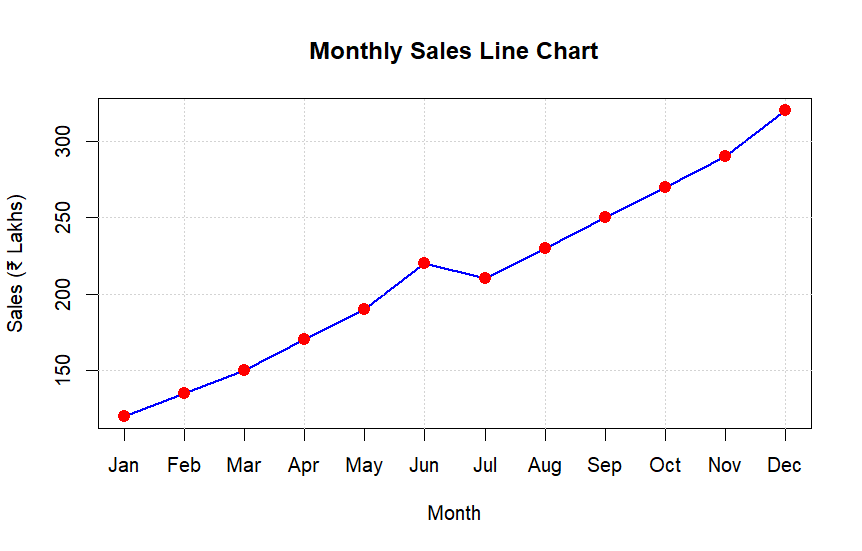 Monthly Sales Line Chart
Sales (₹ Lakhs)
300
250
200
150
Jan Feb Mar Apr May Jun Jul Aug Sep Oct Nov Dec
Month